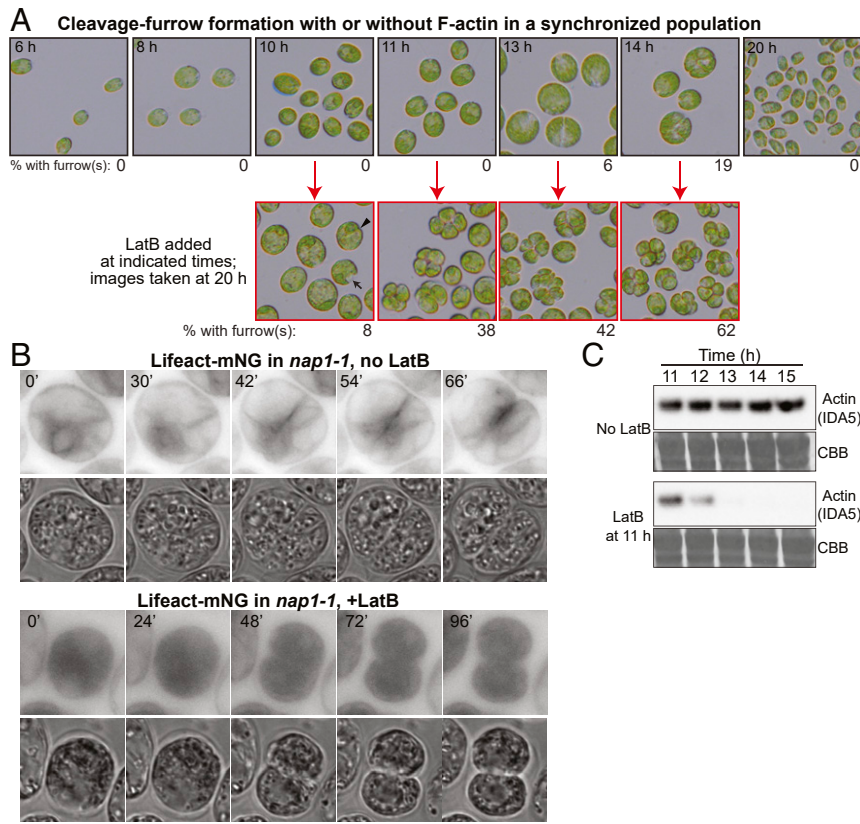 A
Cleavage-furrow formation with or without F-actin in a synchronized population
6 h
8 h
10 h
11 h
13 h
14 h
20 h
% with furrow(s): 0 0 0 0 6 19 0
LatB added
at indicated times;
images taken at 20 h
% with furrow(s): 8 38 42 62
B
Lifeact-mNG in nap1-1, no LatB
0’ 30’ 42’ 54’ 66’
Lifeact-mNG in nap1-1, +LatB
0’ 24’ 48’ 72’ 96’
C
Time (h)
11 12 13 14 15
No LatB
Actin
(IDA5)
CBB
LatB
at 11 h
Actin
(IDA5)
CBB